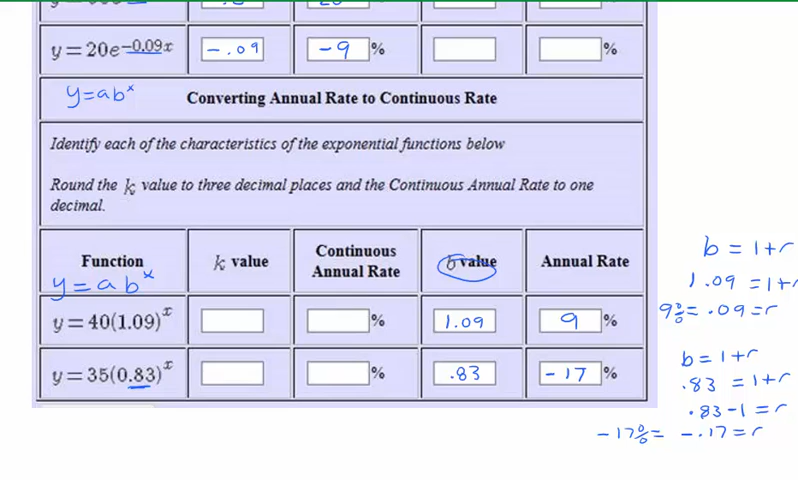 y = 20e^-0.09x -.09 -9 %  %
y=ab^x Converting Annual Rate to Continuous Rate
Identify each of the characteristics of the exponential functions below
Round the k value to three decimal places and the Continuous Annual Rate to one
decimal.
Function k value Continuous Annual Rate b value Annual Rate
y = ab^x
y = 40(1.09)^x % 1.09 9 %
y = 35(0.83)^x % .83 -17 %
b = 1+r
1.09 = 1+r
9% = .09 = r
b = 1+r
.83 = 1+r
.83-1 = r
-17% = -.17 = r